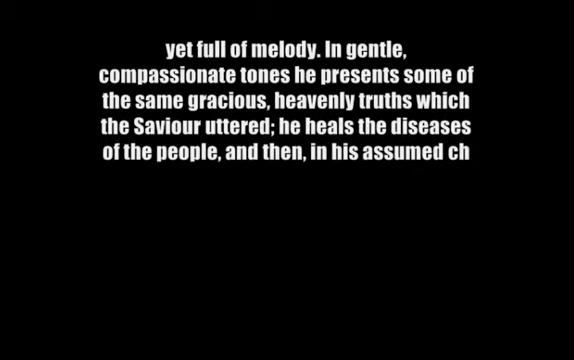 yet full of melody. In gentle,
compassionate tones he presents some of
the same gracious, heavenly truths which
the Saviour uttered; he heals the diseases
of the people, and then, in his assumed ch